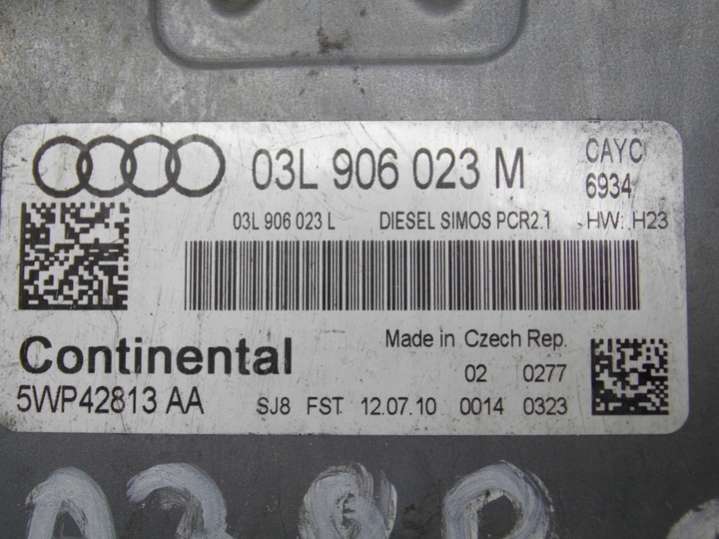 03L 906 023 M CAYC
6934
03L 906 023 L DIESEL SIMOS PCR2.1 HW: H23
Continental Made in Czech Rep.
02 0277
5WP42813 AA SJ8 FST 12.07.10 0014 0323